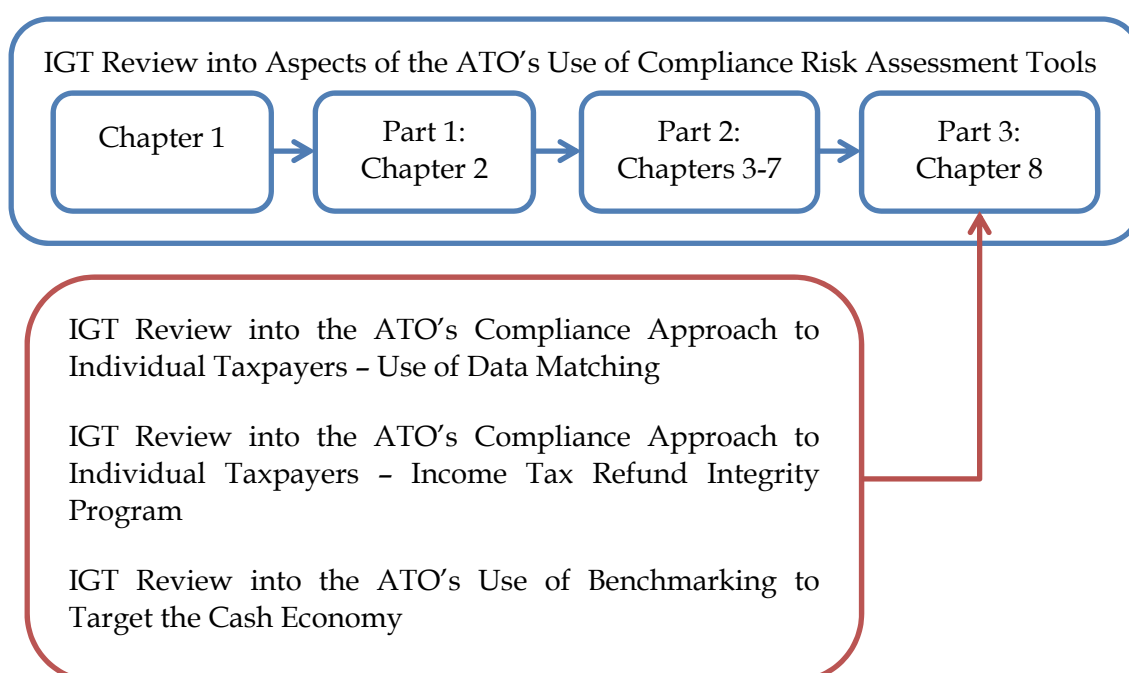 IGT Review into Aspects of the ATO’s Use of Compliance Risk Assessment Tools
Chapter 1
Part 1:
Chapter 2
Part 2:
Chapters 3-7
Part 3:
Chapter 8
IGT Review into the ATO’s Compliance Approach to
Individual Taxpayers – Use of Data Matching
IGT Review into the ATO’s Compliance Approach to
Individual Taxpayers – Income Tax Refund Integrity
Program
IGT Review into the ATO’s Use of Benchmarking to
Target the Cash Economy